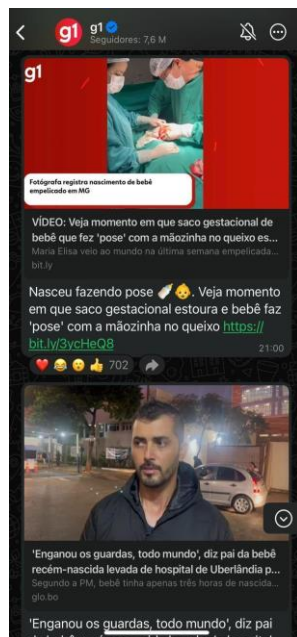 g1
g1
Seguidores: 7,6 M
g1
Fotógrafa registra nascimento de bebê
empelicado em MG
VÍDEO: Veja momento em que saco gestacional de
bebê que fez 'pose' com a mãozinha no queixo es...
Maria Elisa veio ao mundo na última semana empelicada...
bit.ly
Nasceu fazendo pose 🍼👶. Veja momento
em que saco gestacional estoura e bebê faz
'pose' com a mãozinha no queixo https://
bit.ly/3ycHeQ8
21:00
702
'Enganou os guardas, todo mundo', diz pai da bebê
recém-nascida levada de hospital de Uberlândia p...
Segundo a PM, bebê tinha apenas três horas de nascida...
glo.bo
'Enganou os guardas, todo mundo', diz pai